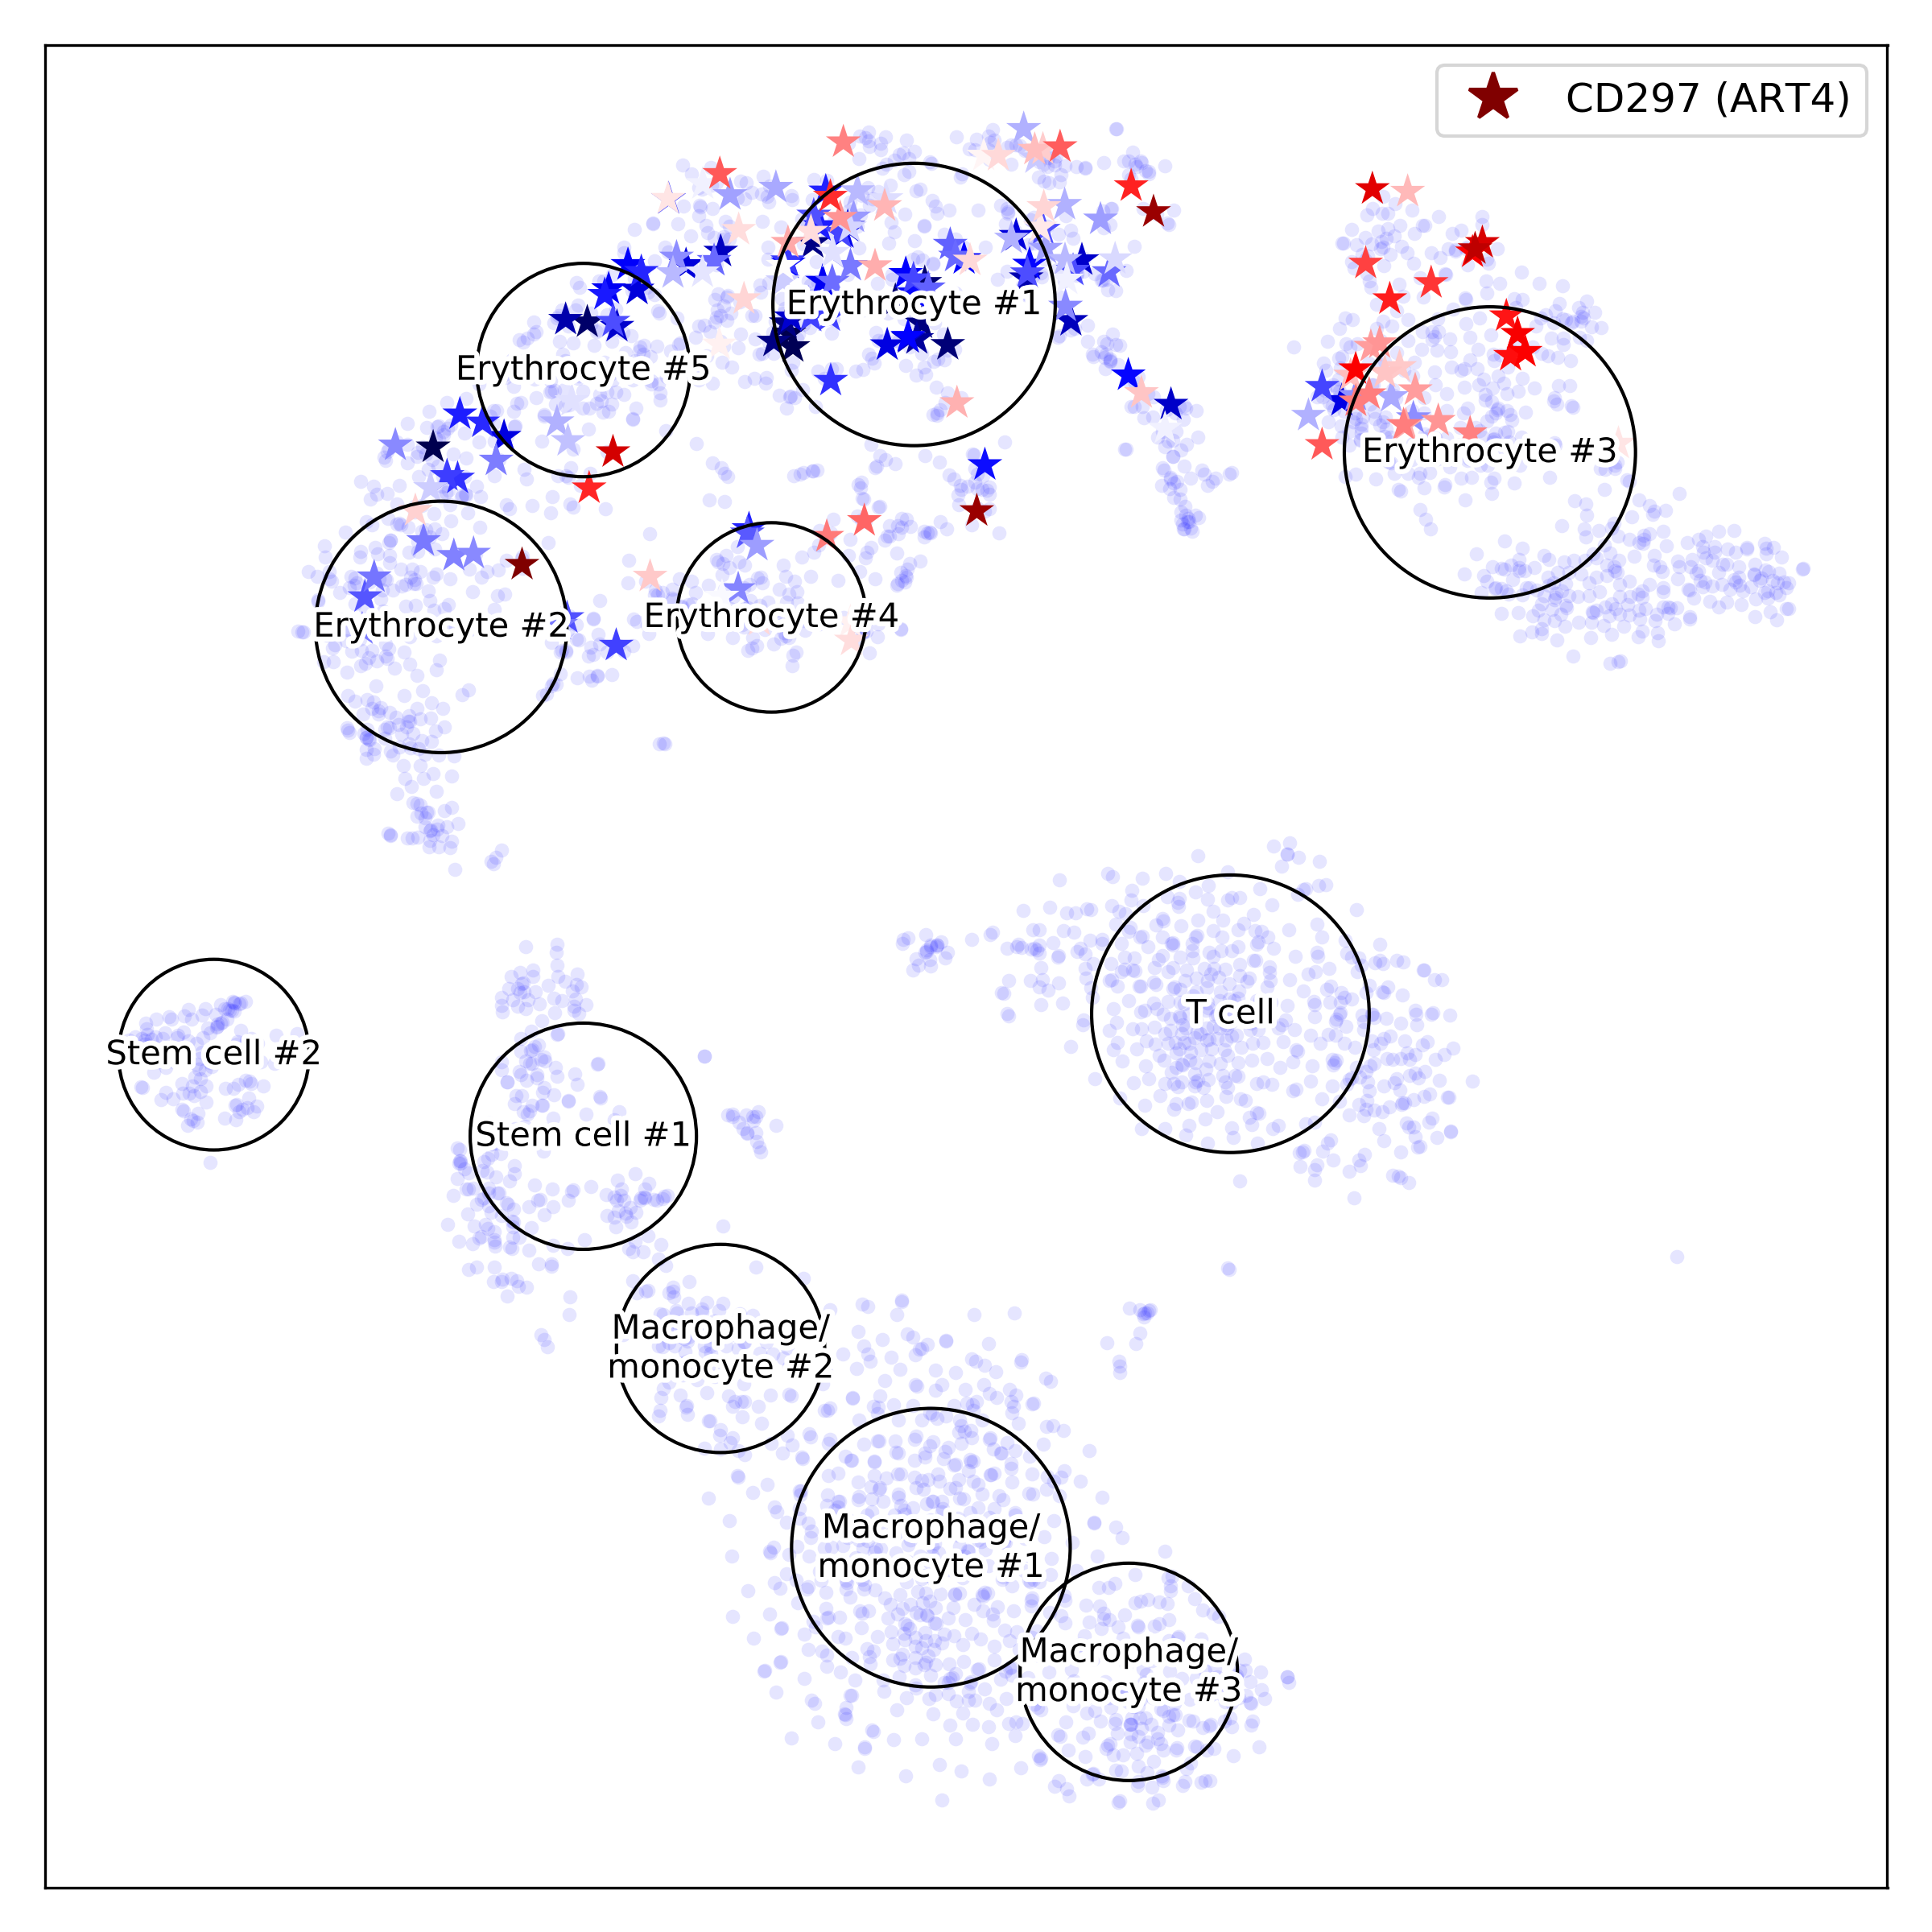 CD297 (ART4)
Erythrocyte #1
Erythrocyte #5
Erythrocyte #3
Erythrocyte #4
Erythrocyte #2
T cell
Stem cell #2
Stem cell #1
Macrophage/
monocyte #2
Macrophage/
monocyte #1
Macrophage/
monocyte #3